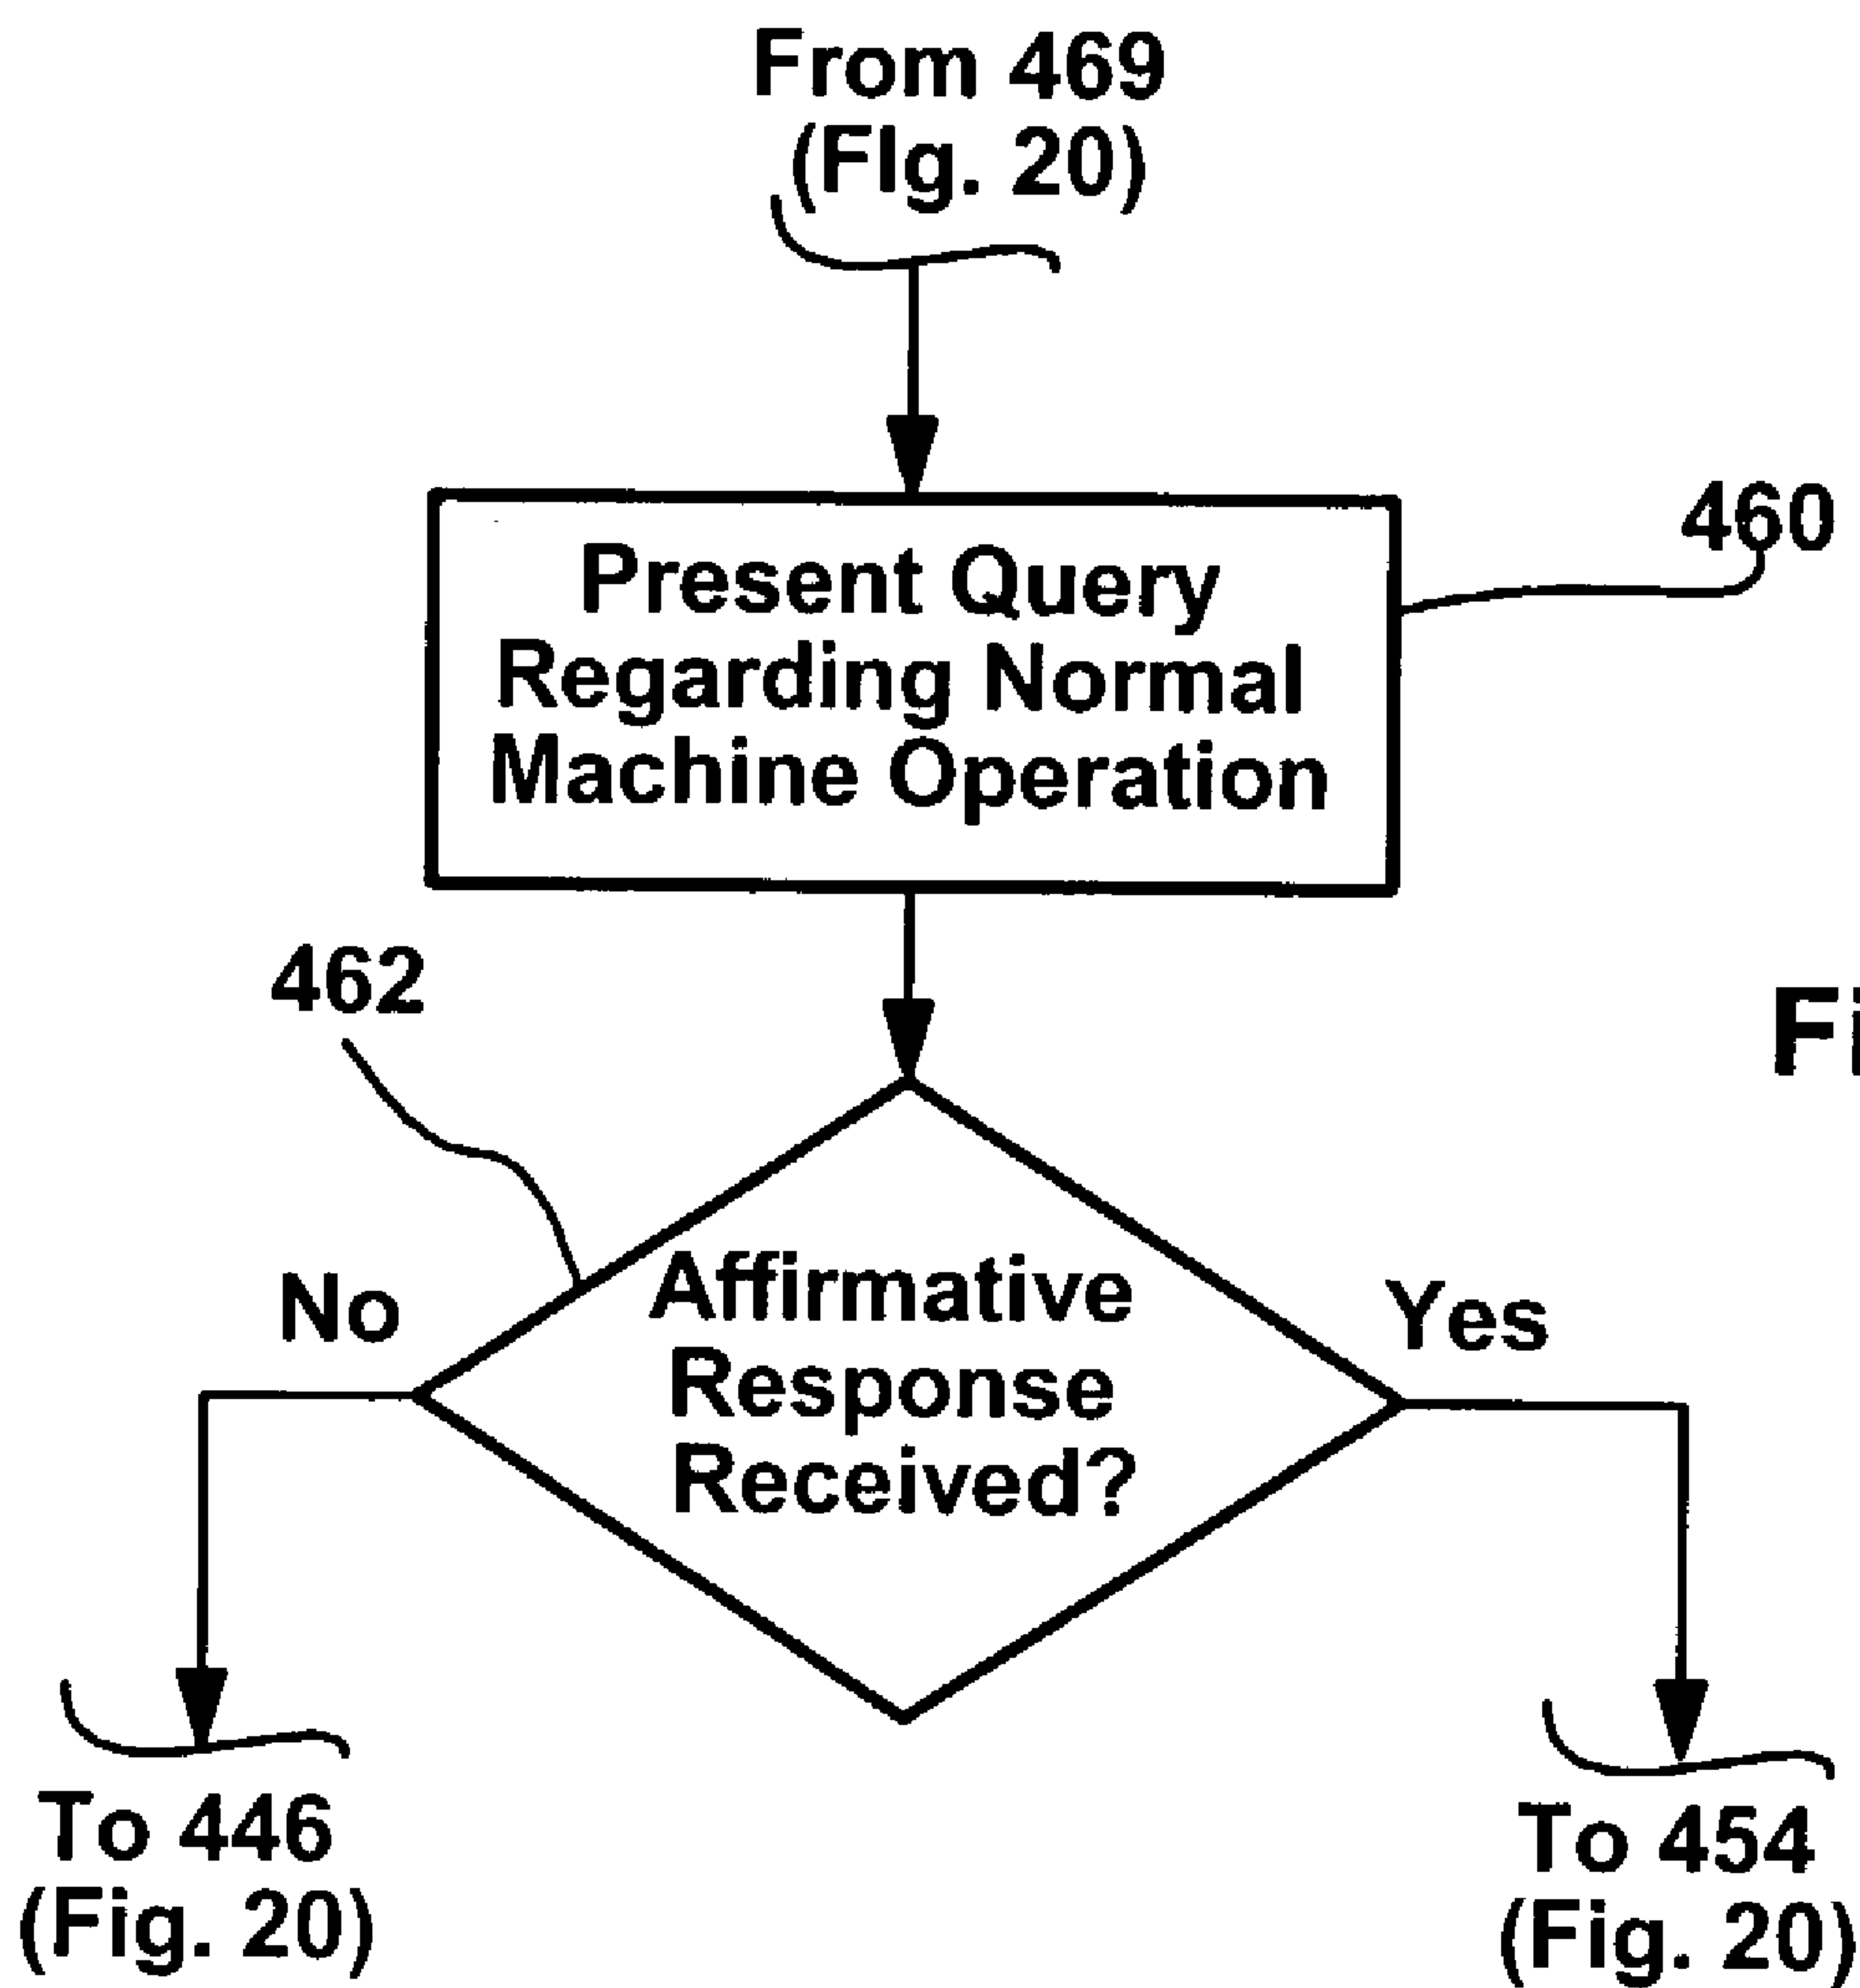 From 469
(FIg. 20)
460
Present Query
Regarding Normal
Machine Operation
462
Fi
No
Affirmative
Response
Received?
Yes
To 446
(Fig. 20)
To 454
(Fig. 20)